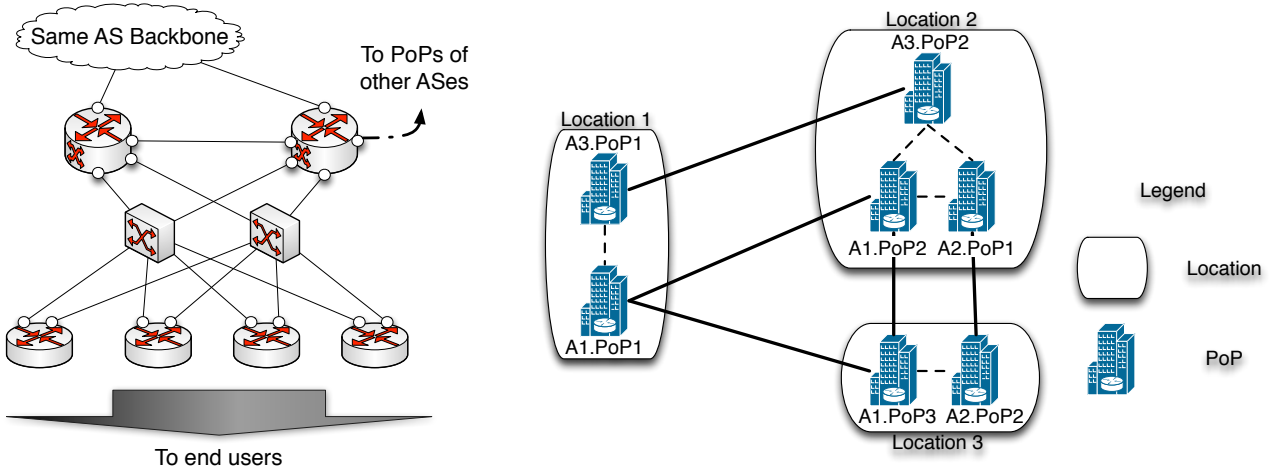 Same AS Backbone
To PoPs of
other ASes
To end users
Location 1
A3.PoP1
A1.PoP1
Location 2
A3.PoP2
A1.PoP2
A2.PoP1
A1.PoP3
A2.PoP2
Location 3
Legend
Location
PoP